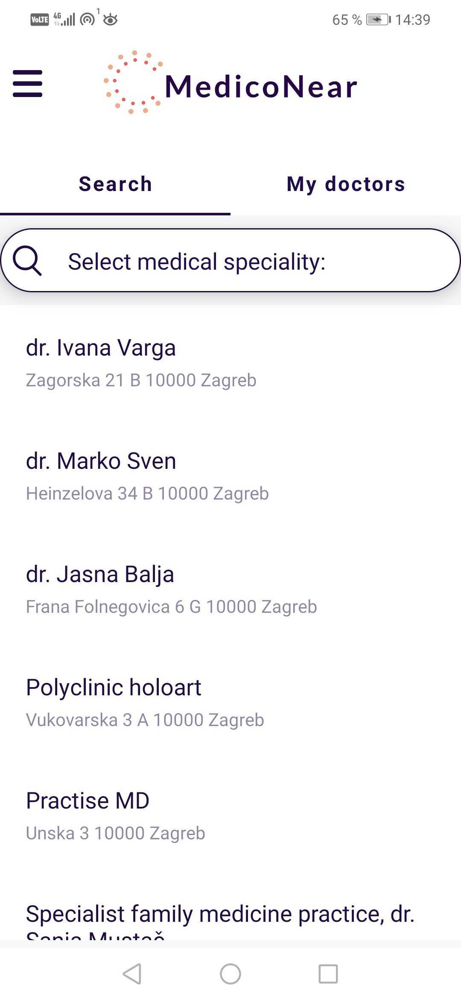 VoLTE 4G 1 65 % 14:39
MedicoNear
Search My doctors
Select medical speciality:
dr. Ivana Varga
Zagorska 21 B 10000 Zagreb
dr. Marko Sven
Heinzelova 34 B 10000 Zagreb
dr. Jasna Balja
Frana Folnegovica 6 G 10000 Zagreb
Polyclinic holoart
Vukovarska 3 A 10000 Zagreb
Practise MD
Unska 3 10000 Zagreb
Specialist family medicine practice, dr.